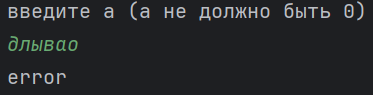 введите a (a не должно быть 0)
длывао
error